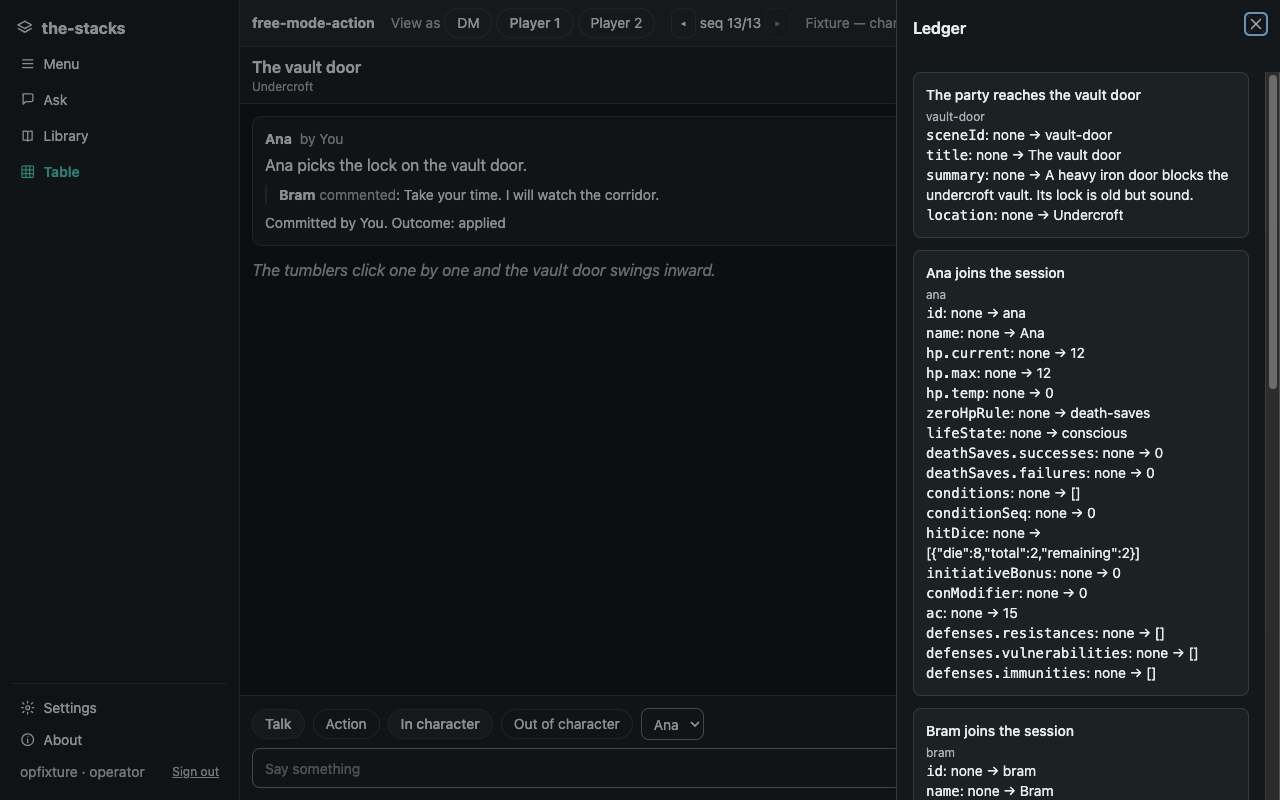 the-stacks
Menu
Ask
Library
Table
Settings
About
opfixture · operator
Sign out
free-mode-action
View as
DM
Player 1
Player 2
◂
seq 13/13
▸
Fixture — char
The vault door
Undercroft
Ana by You
Ana picks the lock on the vault door.
Bram commented: Take your time. I will watch the corridor.
Committed by You. Outcome: applied
The tumblers click one by one and the vault door swings inward.
Talk
Action
In character
Out of character
Ana
Say something
Ledger
The party reaches the vault door
vault-door
sceneId: none → vault-door
title: none → The vault door
summary: none → A heavy iron door blocks the
undercroft vault. Its lock is old but sound.
location: none → Undercroft
Ana joins the session
ana
id: none → ana
name: none → Ana
hp.current: none → 12
hp.max: none → 12
hp.temp: none → 0
zeroHpRule: none → death-saves
lifeState: none → conscious
deathSaves.successes: none → 0
deathSaves.failures: none → 0
conditions: none → []
conditionSeq: none → 0
hitDice: none →
[{"die":8,"total":2,"remaining":2}]
initiativeBonus: none → 0
conModifier: none → 0
ac: none → 15
defenses.resistances: none → []
defenses.vulnerabilities: none → []
defenses.immunities: none → []
Bram joins the session
bram
id: none → bram
name: none → Bram